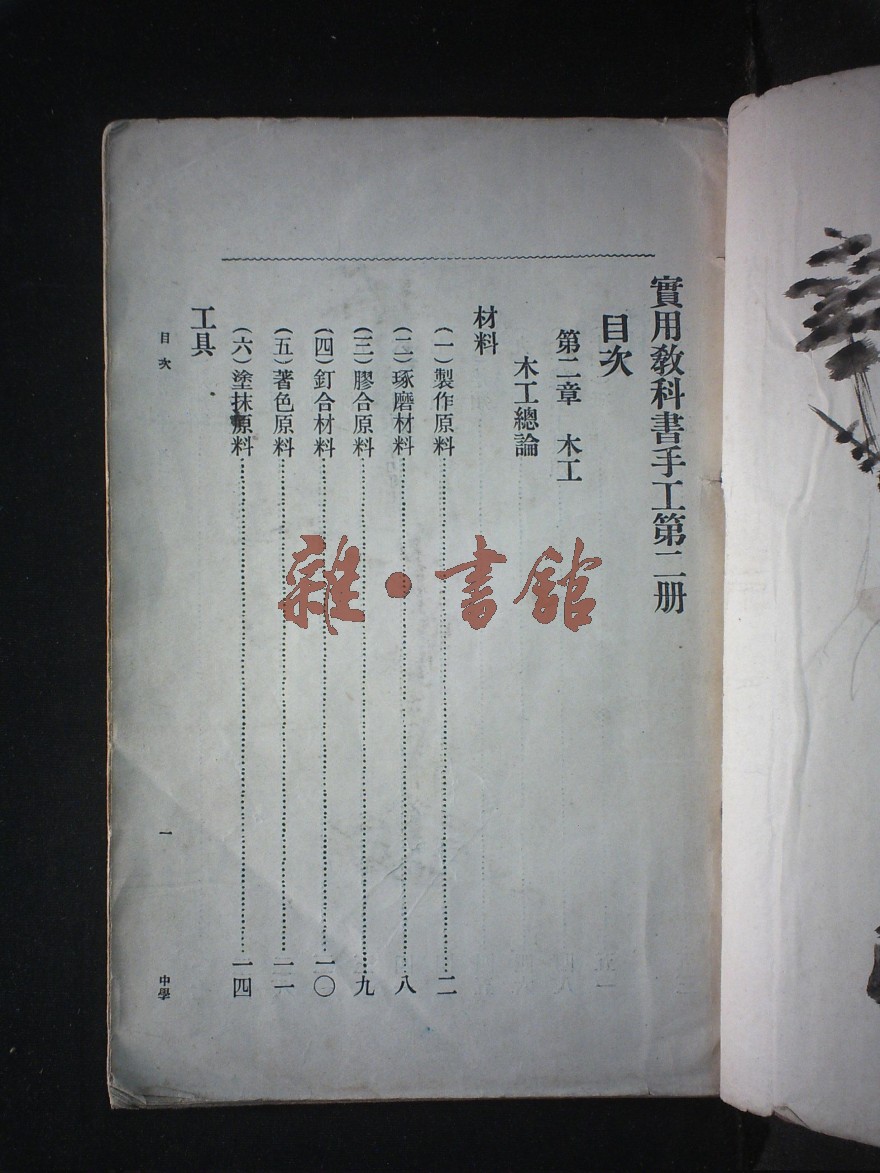 實用敎科書手工第二册
目次
第二章　木工
木工總論
材料
(一)製作原料…………二
(二)琢磨材料…………八
(三)膠合原料…………九
(四)釘合材料…………一〇
(五)著色原料…………一一
(六)塗抹原料…………一四
工具
目次
一
中學
雜・書館